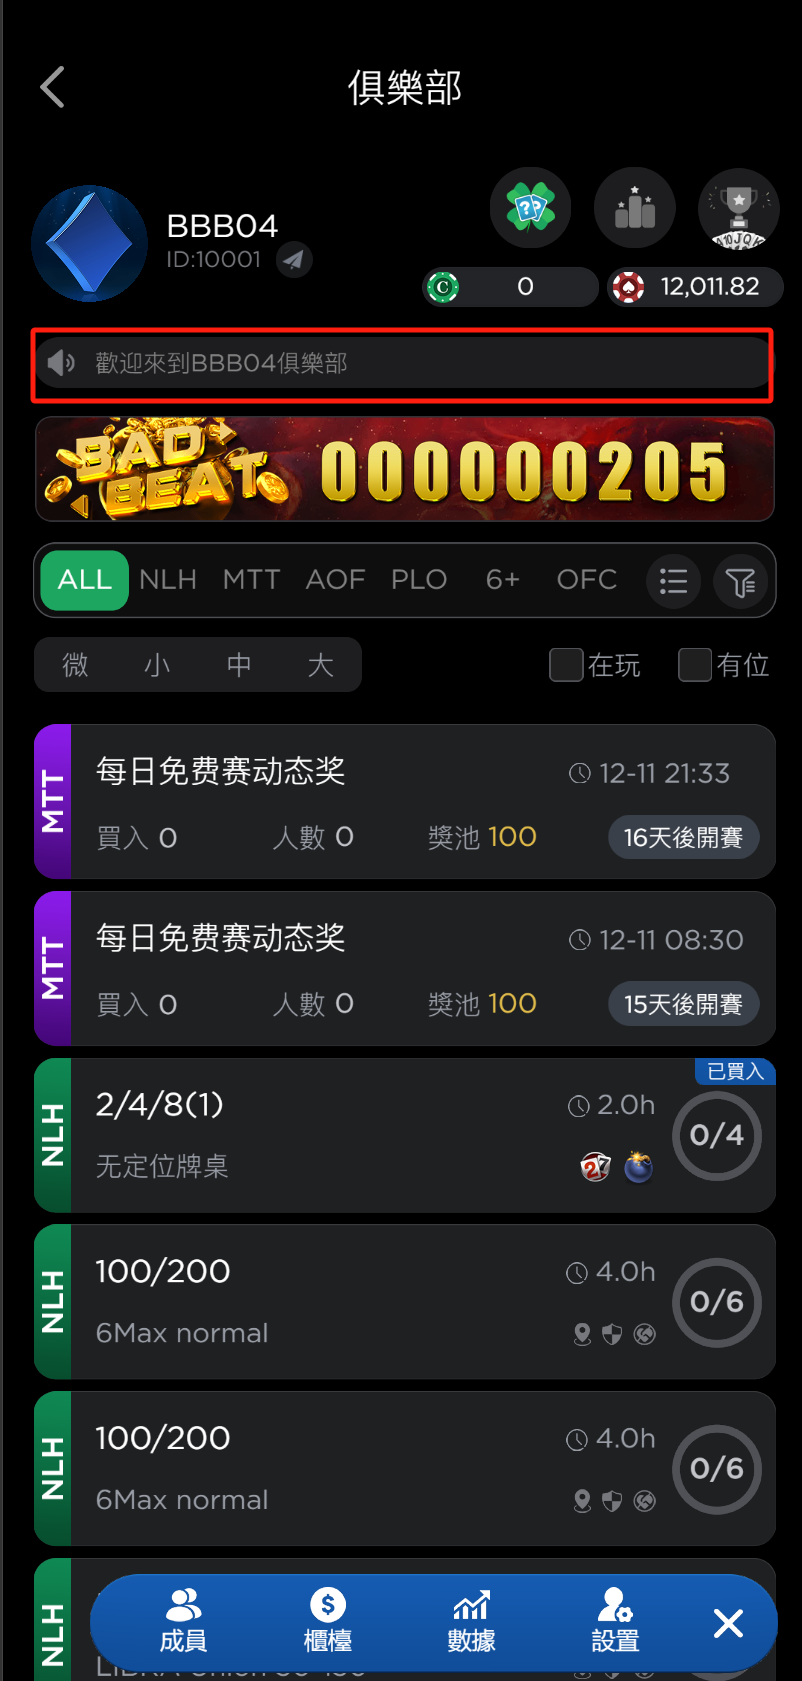 俱樂部
BBB04
ID:10001
0
12,011.82
歡迎來到BBB04俱樂部
BAD BEAT
000000205
ALL NLH MTT AOF PLO 6+ OFC
微 小 中 大 在玩 有位
MTT
每日免费赛动态奖 12-11 21:33
買入 0 人數 0 獎池 100 16天後開賽
MTT
每日免费赛动态奖 12-11 08:30
買入 0 人數 0 獎池 100 15天後開賽
已買入
NLH
2/4/8(1) 2.0h 0/4
无定位牌桌
NLH
100/200 4.0h 0/6
6Max normal
NLH
100/200 4.0h 0/6
6Max normal
NLH
成員 櫃檯 數據 設置